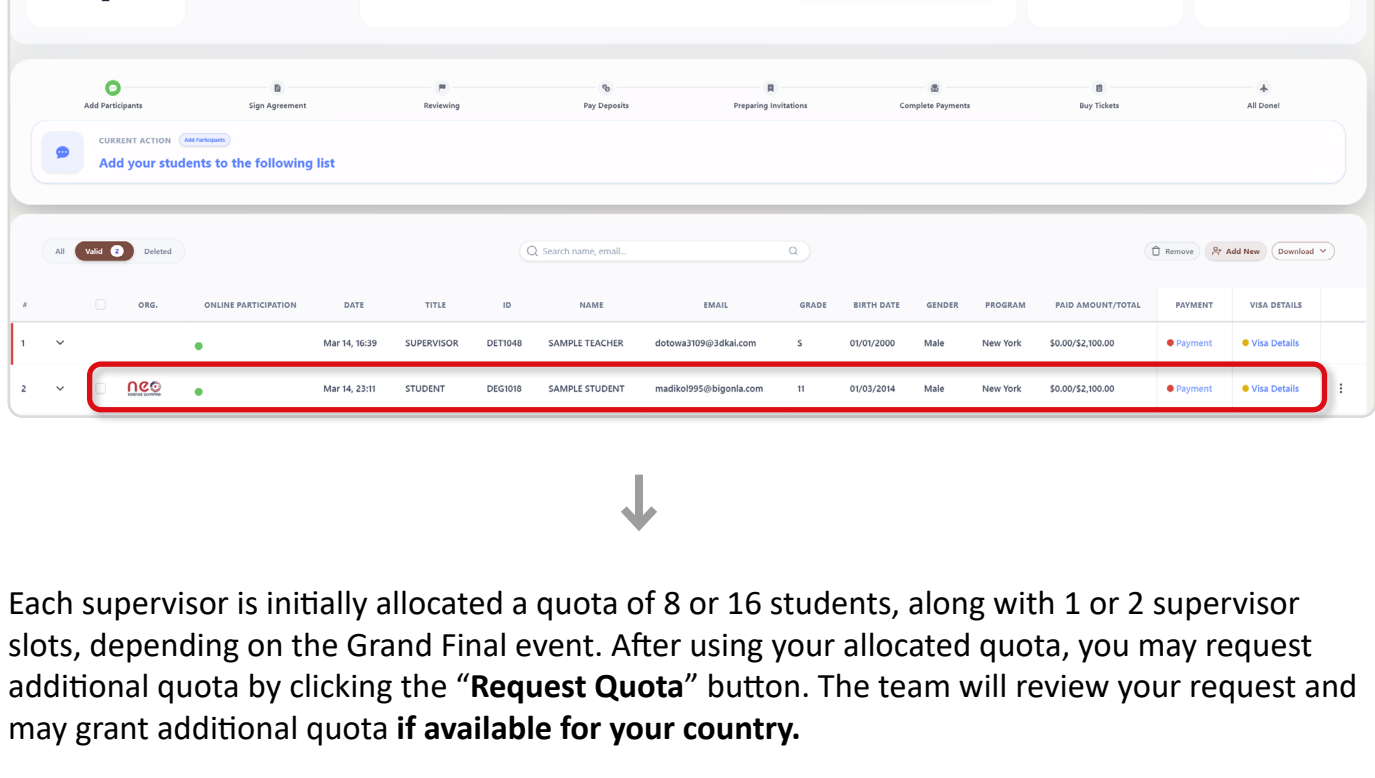 Add Participants
Sign Agreement
Reviewing
Pay Deposits
Preparing Invitations
Complete Payments
Buy Tickets
All Done!
CURRENT ACTION Add Participants
Add your students to the following list
All Valid 2 Deleted Search name, email... Remove Add New Download
# ORG. ONLINE PARTICIPATION DATE TITLE ID NAME EMAIL GRADE BIRTH DATE GENDER PROGRAM PAID AMOUNT/TOTAL PAYMENT VISA DETAILS
1 Mar 14, 16:39 SUPERVISOR DET1048 SAMPLE TEACHER dotowa3109@3dkai.com S 01/01/2000 Male New York $0.00/$2,100.00 Payment Visa Details
2 neo Mar 14, 23:11 STUDENT DEG1018 SAMPLE STUDENT madikol995@bigonla.com 11 01/03/2014 Male New York $0.00/$2,100.00 Payment Visa Details
Each supervisor is initially allocated a quota of 8 or 16 students, along with 1 or 2 supervisor
slots, depending on the Grand Final event. After using your allocated quota, you may request
additional quota by clicking the “Request Quota” button. The team will review your request and
may grant additional quota if available for your country.